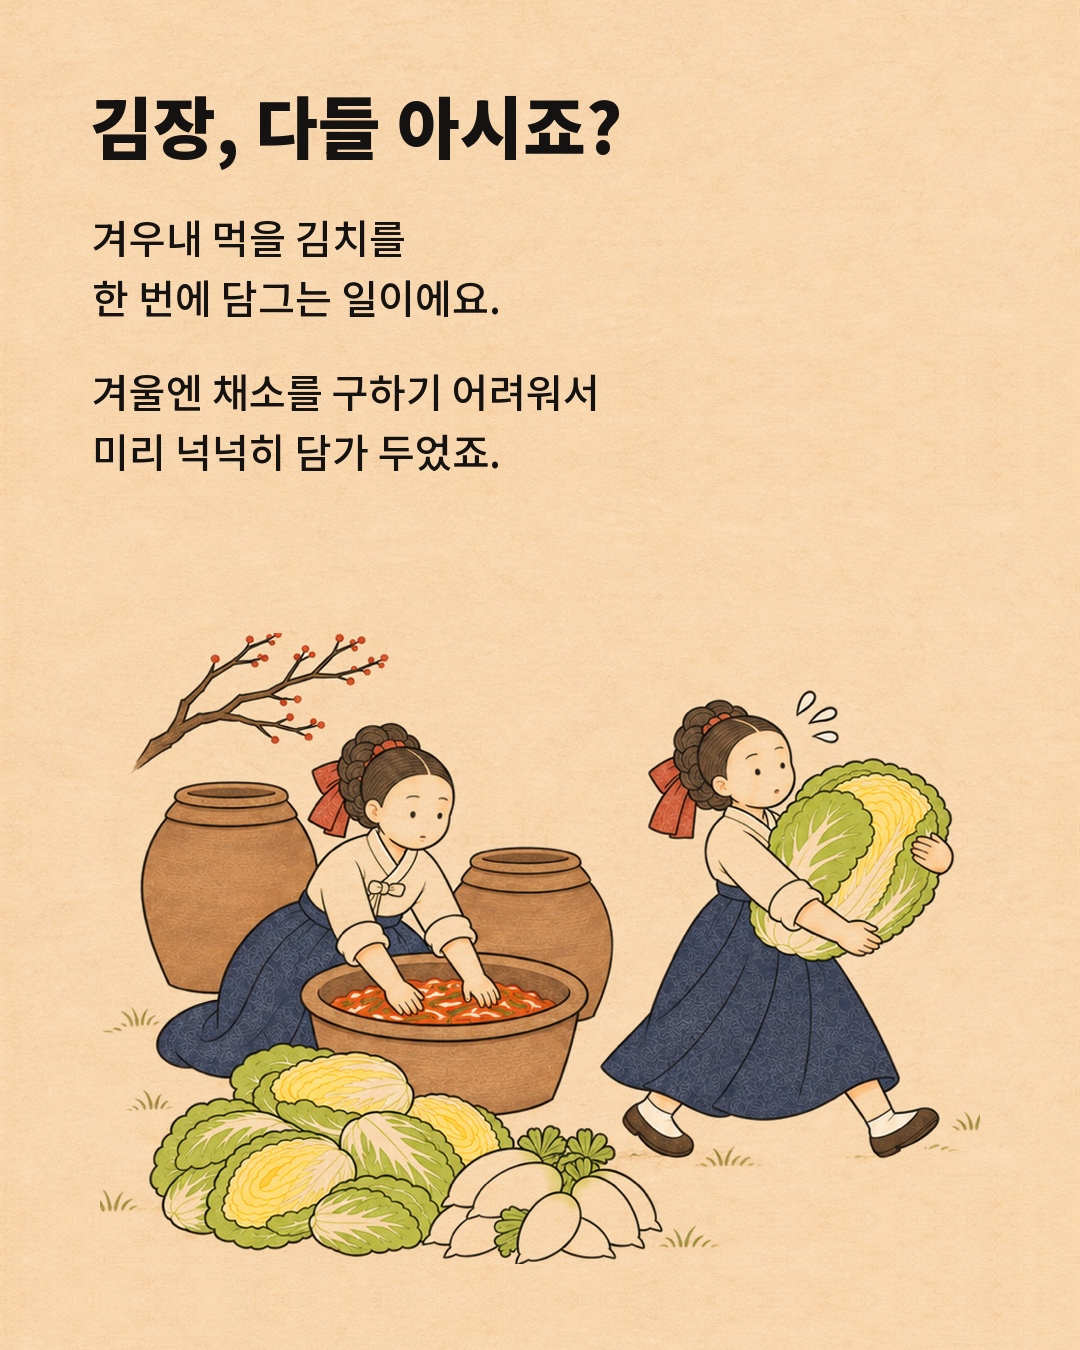 김장, 다들 아시죠?
겨우내 먹을 김치를
한 번에 담그는 일이에요.
겨울엔 채소를 구하기 어려워서
미리 넉넉히 담가 두었죠.